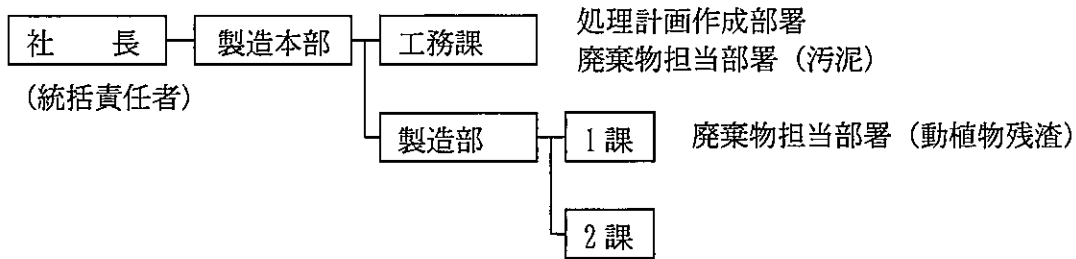 処理計画作成部署
社　　長
製造本部
工務課
廃棄物担当部署（汚泥）
(統括責任者)
製造部
1課
廃棄物担当部署（動植物残渣）
2課